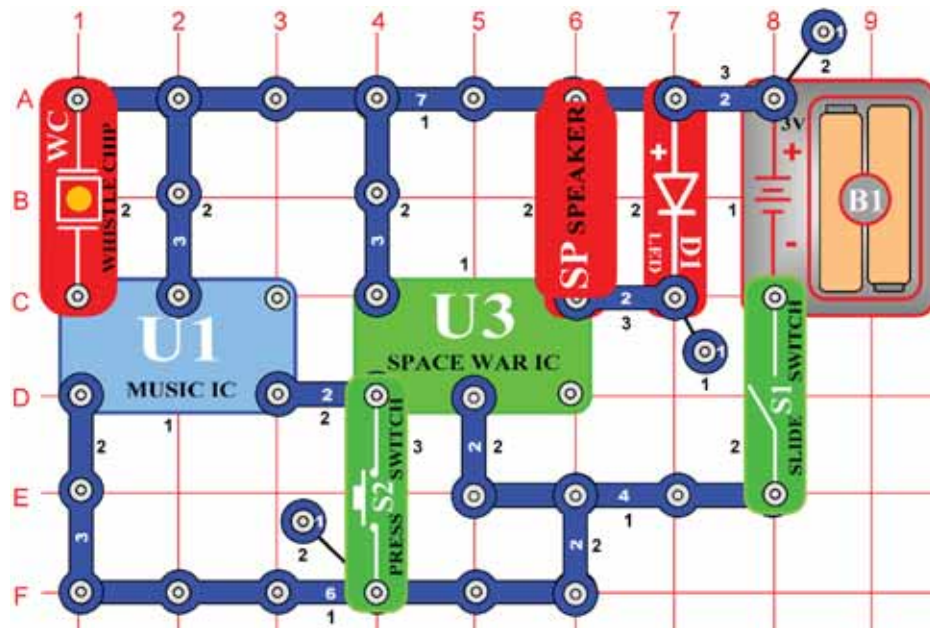 1 2 3 4 5 6 7 8 9
1
2
A
7
1
3
2
3V
WC
WHISTLE CHIP
2
3
2
3
2
SP SPEAKER
2
+
D1
LED
2
+
-
1
B1
B
C
U1
MUSIC IC
1
1
U3
SPACE WAR IC
2
3
1
1
S1
SLIDE SWITCH
2
D
2
2
2
3
3
S2
PRESS SWITCH
2
2
E
4
1
1
2
2
2
F
6
1